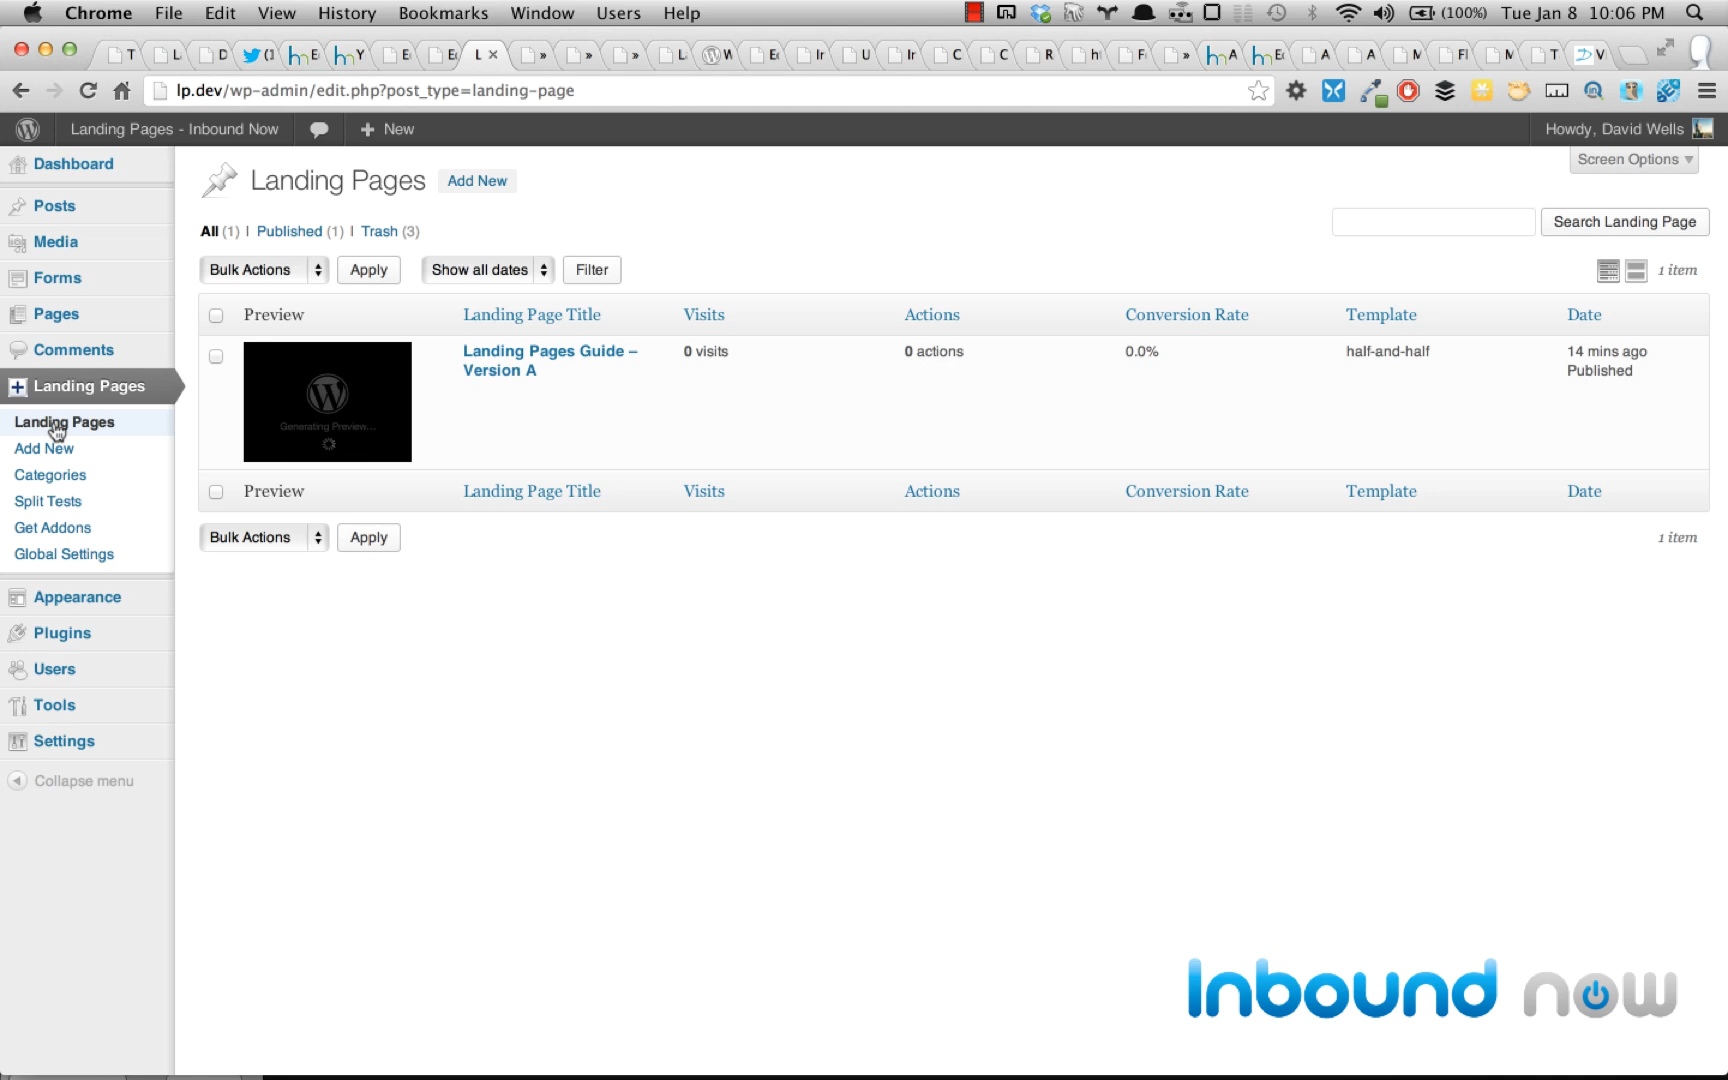 Chrome File Edit View History Bookmarks Window Users Help (100%) Tue Jan 8 10:06 PM
lp.dev/wp-admin/edit.php?post_type=landing-page
Landing Pages - Inbound Now + New Howdy, David Wells
Screen Options
Dashboard
Posts
Media
Forms
Pages
Comments
Landing Pages
Landing Pages
Add New
Categories
Split Tests
Get Addons
Global Settings
Appearance
Plugins
Users
Tools
Settings
Collapse menu
Landing Pages Add New
All (1) | Published (1) | Trash (3)
Search Landing Page
Bulk Actions Apply Show all dates Filter 1 item
Preview Landing Page Title Visits Actions Conversion Rate Template Date
Landing Pages Guide – 0 visits 0 actions 0.0% half-and-half 14 mins ago
Version A Published
Generating Preview...
Preview Landing Page Title Visits Actions Conversion Rate Template Date
Bulk Actions Apply 1 item
Inbound now